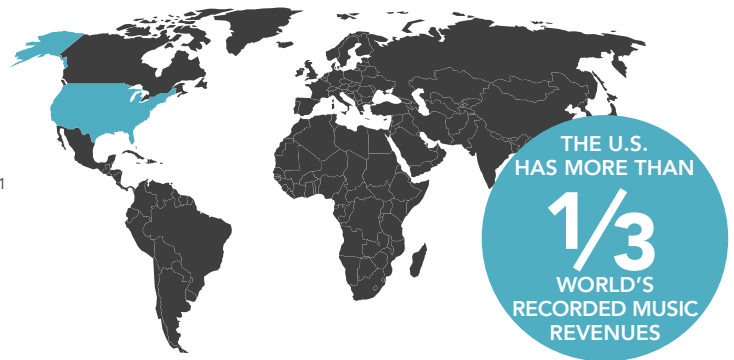 1
THE U.S.
HAS MORE THAN
1/3
WORLD'S
RECORDED MUSIC
REVENUES